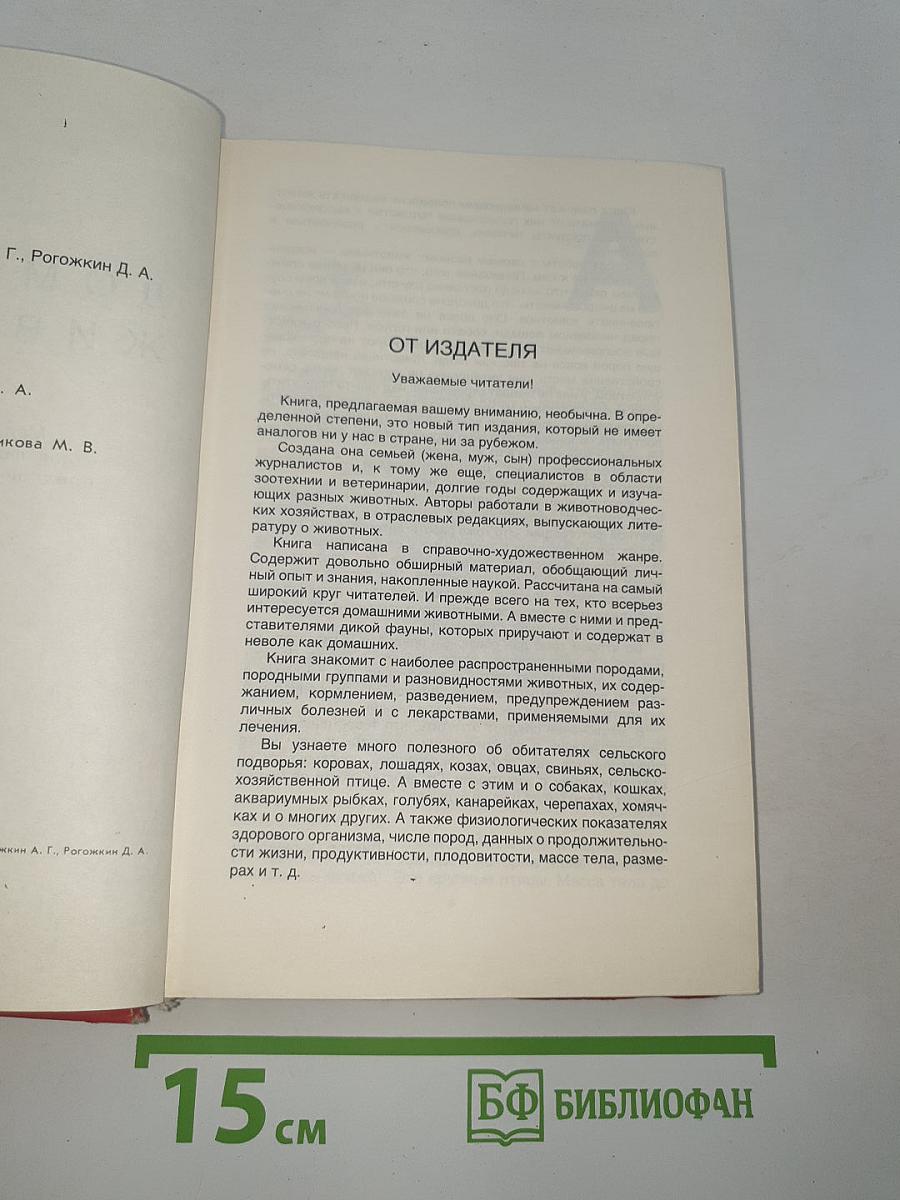 Г., Рогожкин Д. А.
. А.
икова М. В.
жкин А. Г., Рогожкин Д. А.
ОТ ИЗДАТЕЛЯ
Уважаемые читатели!
Книга, предлагаемая вашему вниманию, необычна. В опре-
деленной степени, это новый тип издания, который не имеет
аналогов ни у нас в стране, ни за рубежом.
Создана она семьей (жена, муж, сын) профессиональных
журналистов и, к тому же еще, специалистов в области
зоотехнии и ветеринарии, долгие годы содержащих и изуча-
ющих разных животных. Авторы работали в животноводчес-
ких хозяйствах, в отраслевых редакциях, выпускающих лите-
ратуру о животных.
Книга написана в справочно-художественном жанре.
Содержит довольно обширный материал, обобщающий лич-
ный опыт и знания, накопленные наукой. Рассчитана на самый
широкий круг читателей. И прежде всего на тех, кто всерьез
интересуется домашними животными. А вместе с ними и пред-
ставителями дикой фауны, которых приручают и содержат в
неволе как домашних.
Книга знакомит с наиболее распространенными породами,
породными группами и разновидностями животных, их содер-
жанием, кормлением, разведением, предупреждением раз-
личных болезней и с лекарствами, применяемыми для их
лечения.
Вы узнаете много полезного об обитателях сельского
подворья: коровах, лошадях, козах, овцах, свиньях, сельско-
хозяйственной птице. А вместе с этим и о собаках, кошках,
аквариумных рыбках, голубях, канарейках, черепахах, хомяч-
ках и о многих других. А также физиологических показателях
здорового организма, числе пород, данных о продолжительно-
сти жизни, продуктивности, плодовитости, массе тела, разме-
рах и т. д.
15 см
БФ БИБЛИОФАН